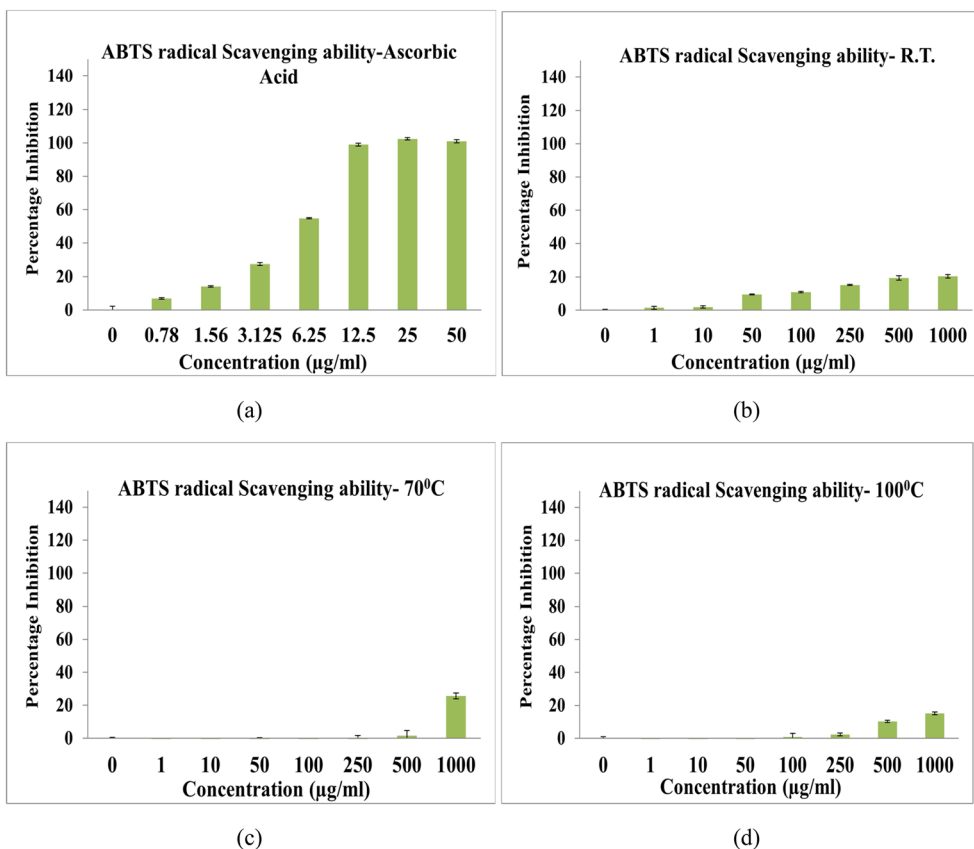 ABTS radical Scavenging ability-Ascorbic
Acid
Percentage Inhibition
140
120
100
80
60
40
20
0
0 0.78 1.56 3.125 6.25 12.5 25 50
Concentration (µg/ml)
(a)
ABTS radical Scavenging ability- R.T.
Percentage Inhibition
140
120
100
80
60
40
20
0
0 1 10 50 100 250 500 1000
Concentration (µg/ml)
(b)
ABTS radical Scavenging ability- 70⁰C
Percentage Inhibition
140
120
100
80
60
40
20
0
0 1 10 50 100 250 500 1000
Concentration (µg/ml)
(c)
ABTS radical Scavenging ability- 100⁰C
Percentage Inhibition
140
120
100
80
60
40
20
0
0 1 10 50 100 250 500 1000
Concentration (µg/ml)
(d)